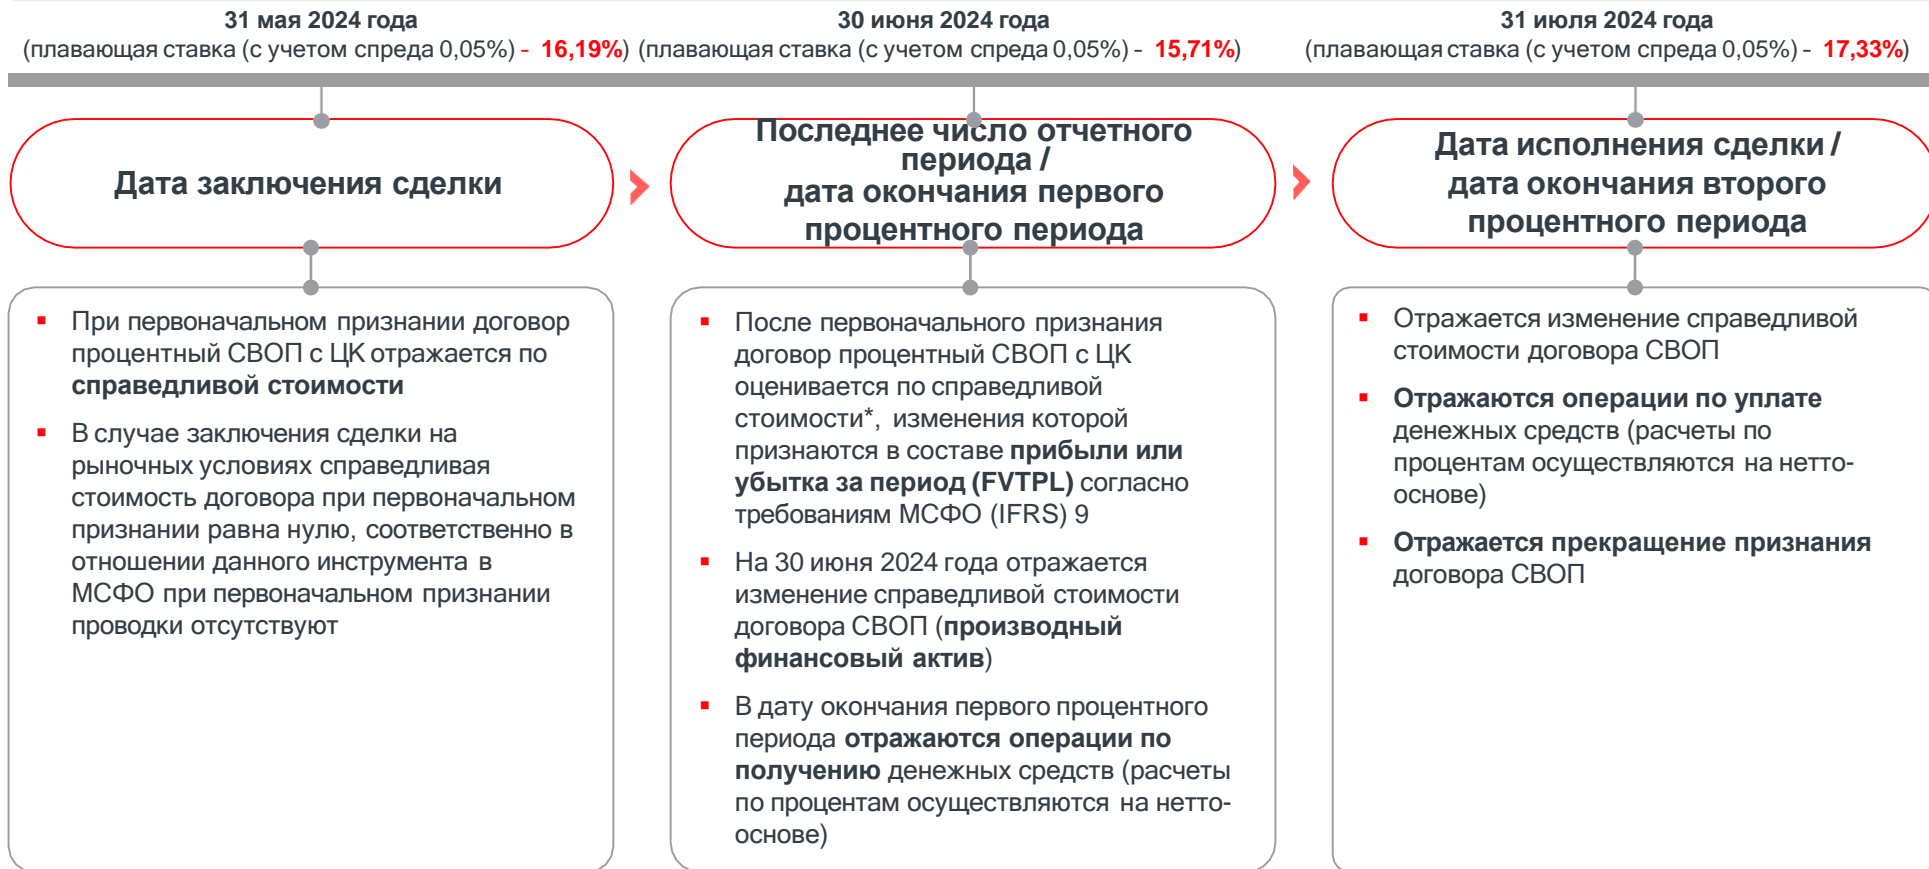 31 мая 2024 года
(плавающая ставка (с учетом спреда 0,05%) - 16,19%)
30 июня 2024 года
(плавающая ставка (с учетом спреда 0,05%) - 15,71%)
31 июля 2024 года
(плавающая ставка (с учетом спреда 0,05%) - 17,33%)
Дата заключения сделки
Последнее число отчетного
периода /
дата окончания первого
процентного периода
Дата исполнения сделки /
дата окончания второго
процентного периода
▪ При первоначальном признании договор
процентный СВОП с ЦК отражается по
справедливой стоимости
▪ В случае заключения сделки на
рыночных условиях справедливая
стоимость договора при первоначальном
признании равна нулю, соответственно в
отношении данного инструмента в
МСФО при первоначальном признании
проводки отсутствуют
▪ После первоначального признания
договор процентный СВОП с ЦК
оценивается по справедливой
стоимости*, изменения которой
признаются в составе прибыли или
убытка за период (FVTPL) согласно
требованиям МСФО (IFRS) 9
▪ На 30 июня 2024 года отражается
изменение справедливой стоимости
договора СВОП (производный
финансовый актив)
▪ В дату окончания первого процентного
периода отражаются операции по
получению денежных средств (расчеты
по процентам осуществляются на нетто-
основе)
▪ Отражается изменение справедливой
стоимости договора СВОП
▪ Отражаются операции по уплате
денежных средств (расчеты по
процентам осуществляются на нетто-
основе)
▪ Отражается прекращение признания
договора СВОП